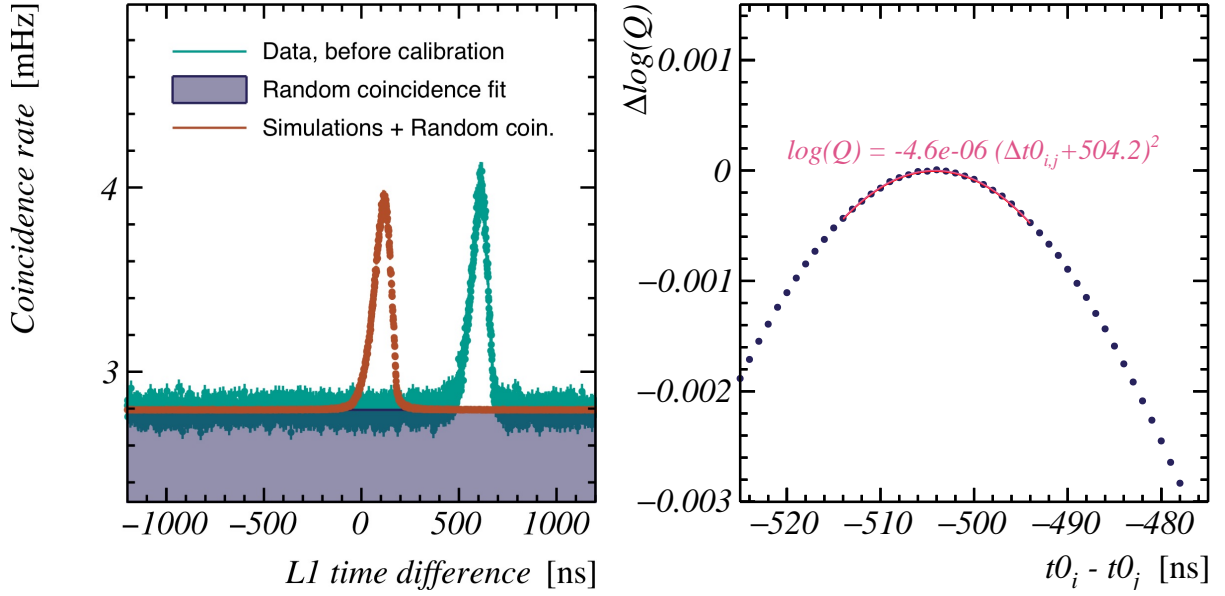 Coincidence rate [mHz]
Data, before calibration
Random coincidence fit
Simulations + Random coin.
4
3
−1000 −500 0 500 1000
L1 time difference [ns]
Δlog(Q)
0.001
0
−0.001
−0.002
−0.003
log(Q) = -4.6e-06 (Δt0i,j+504.2)²
−520 −510 −500 −490 −480
t0i - t0j [ns]